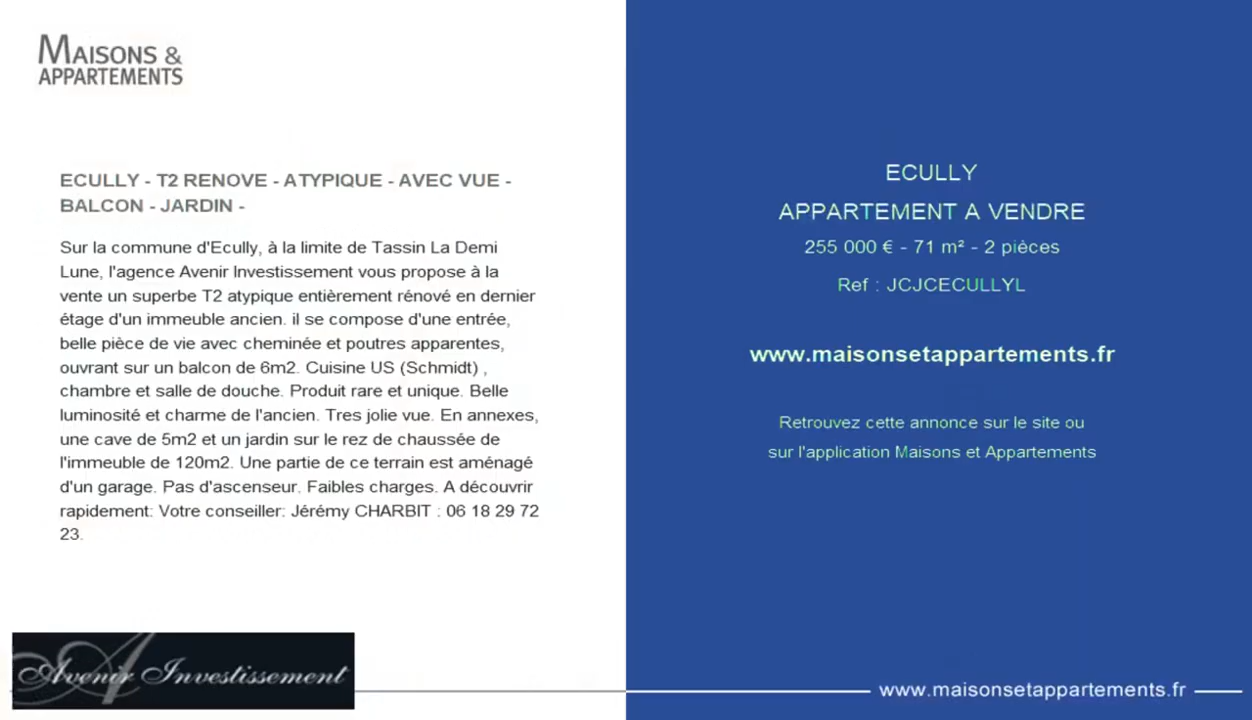 MAISONS &
APPARTEMENTS
ECULLY - T2 RENOVE - ATYPIQUE - AVEC VUE -
BALCON - JARDIN -
Sur la commune d'Ecully, à la limite de Tassin La Demi
Lune, l'agence Avenir Investissement vous propose à la
vente un superbe T2 atypique entièrement rénové en dernier
étage d'un immeuble ancien. il se compose d'une entrée,
belle pièce de vie avec cheminée et poutres apparentes,
ouvrant sur un balcon de 6m2. Cuisine US (Schmidt) ,
chambre et salle de douche. Produit rare et unique. Belle
luminosité et charme de l'ancien. Tres jolie vue. En annexes,
une cave de 5m2 et un jardin sur le rez de chaussée de
l'immeuble de 120m2. Une partie de ce terrain est aménagé
d'un garage. Pas d'ascenseur. Faibles charges. A découvrir
rapidement: Votre conseiller: Jérémy CHARBIT : 06 18 29 72
23.
Avenir Investissement
ECULLY
APPARTEMENT A VENDRE
255 000 € - 71 m² - 2 pièces
Ref : JCJCECULLYL
www.maisonsetappartements.fr
Retrouvez cette annonce sur le site ou
sur l'application Maisons et Appartements
www.maisonsetappartements.fr